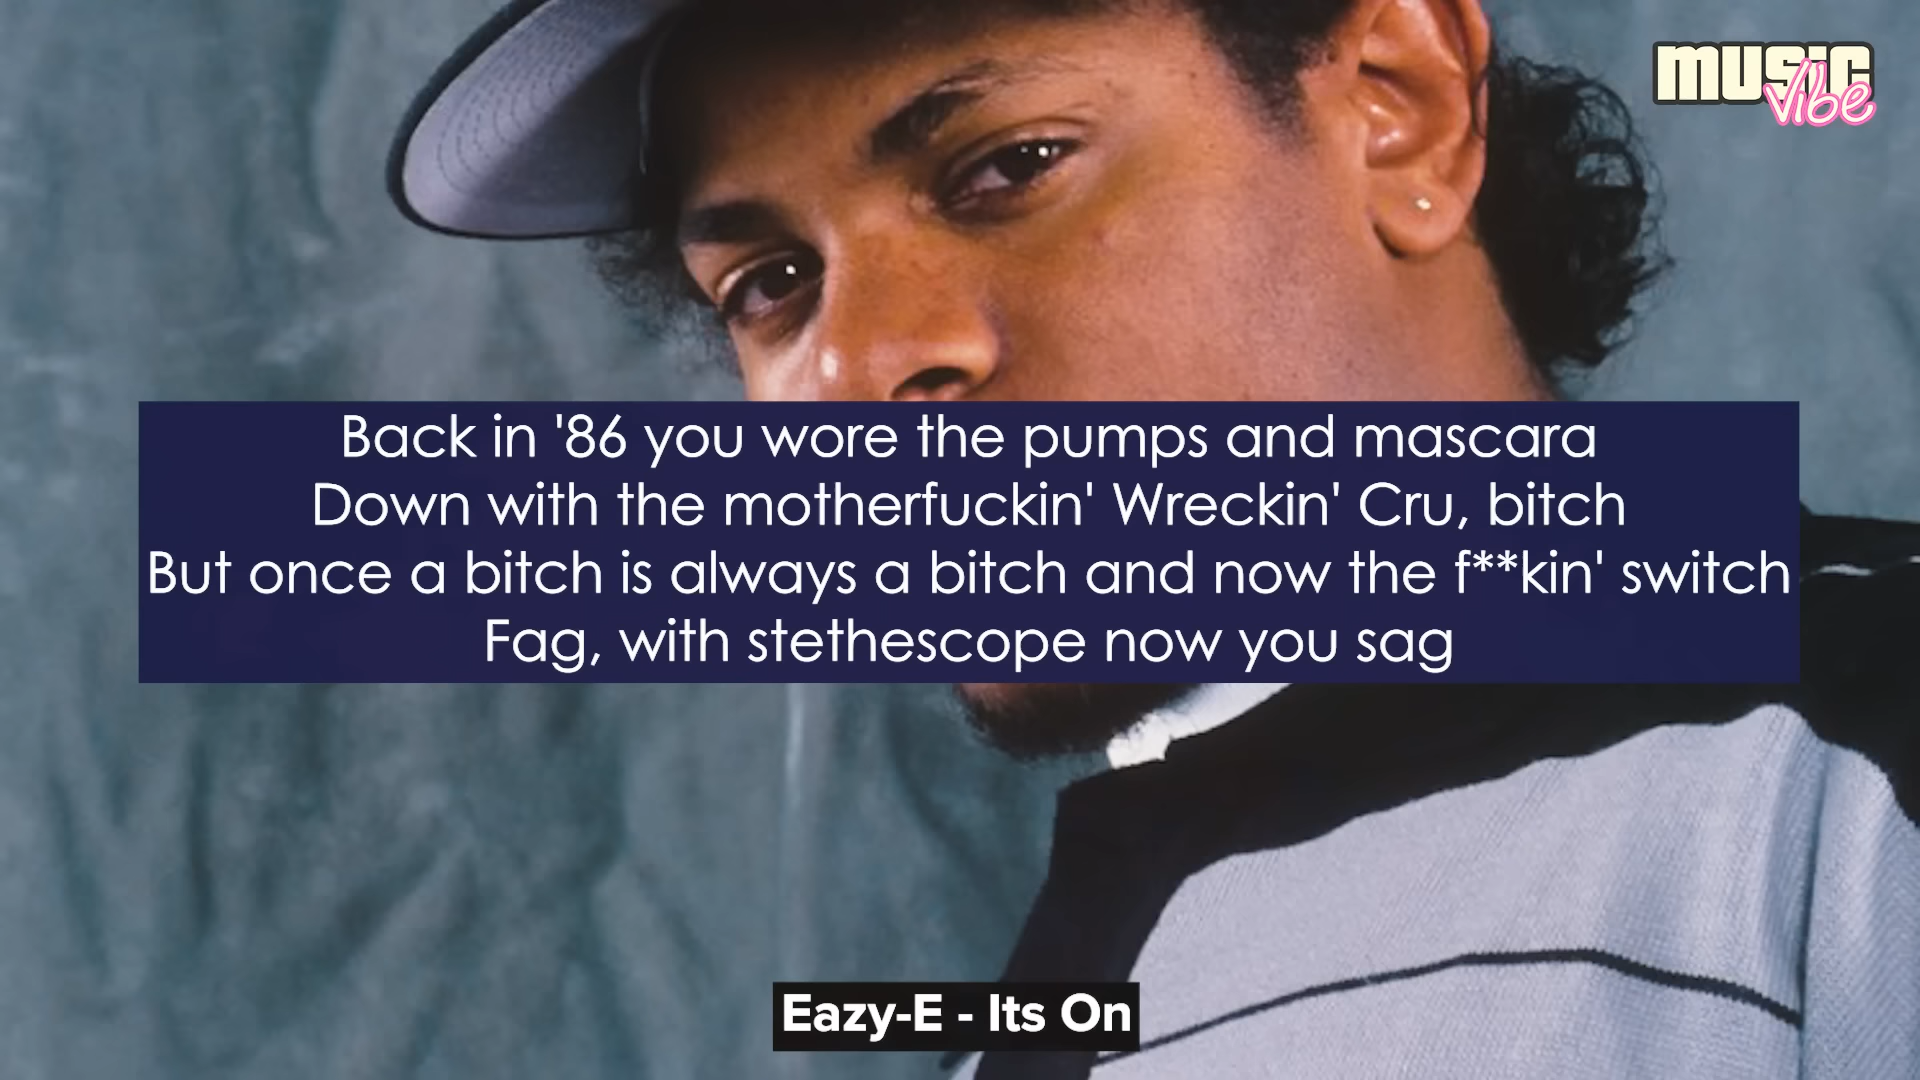 music
vibe
Back in '86 you wore the pumps and mascara
Down with the motherfuckin' Wreckin' Cru, bitch
But once a bitch is always a bitch and now the f**kin' switch
Fag, with stethescope now you sag
Eazy-E - Its On